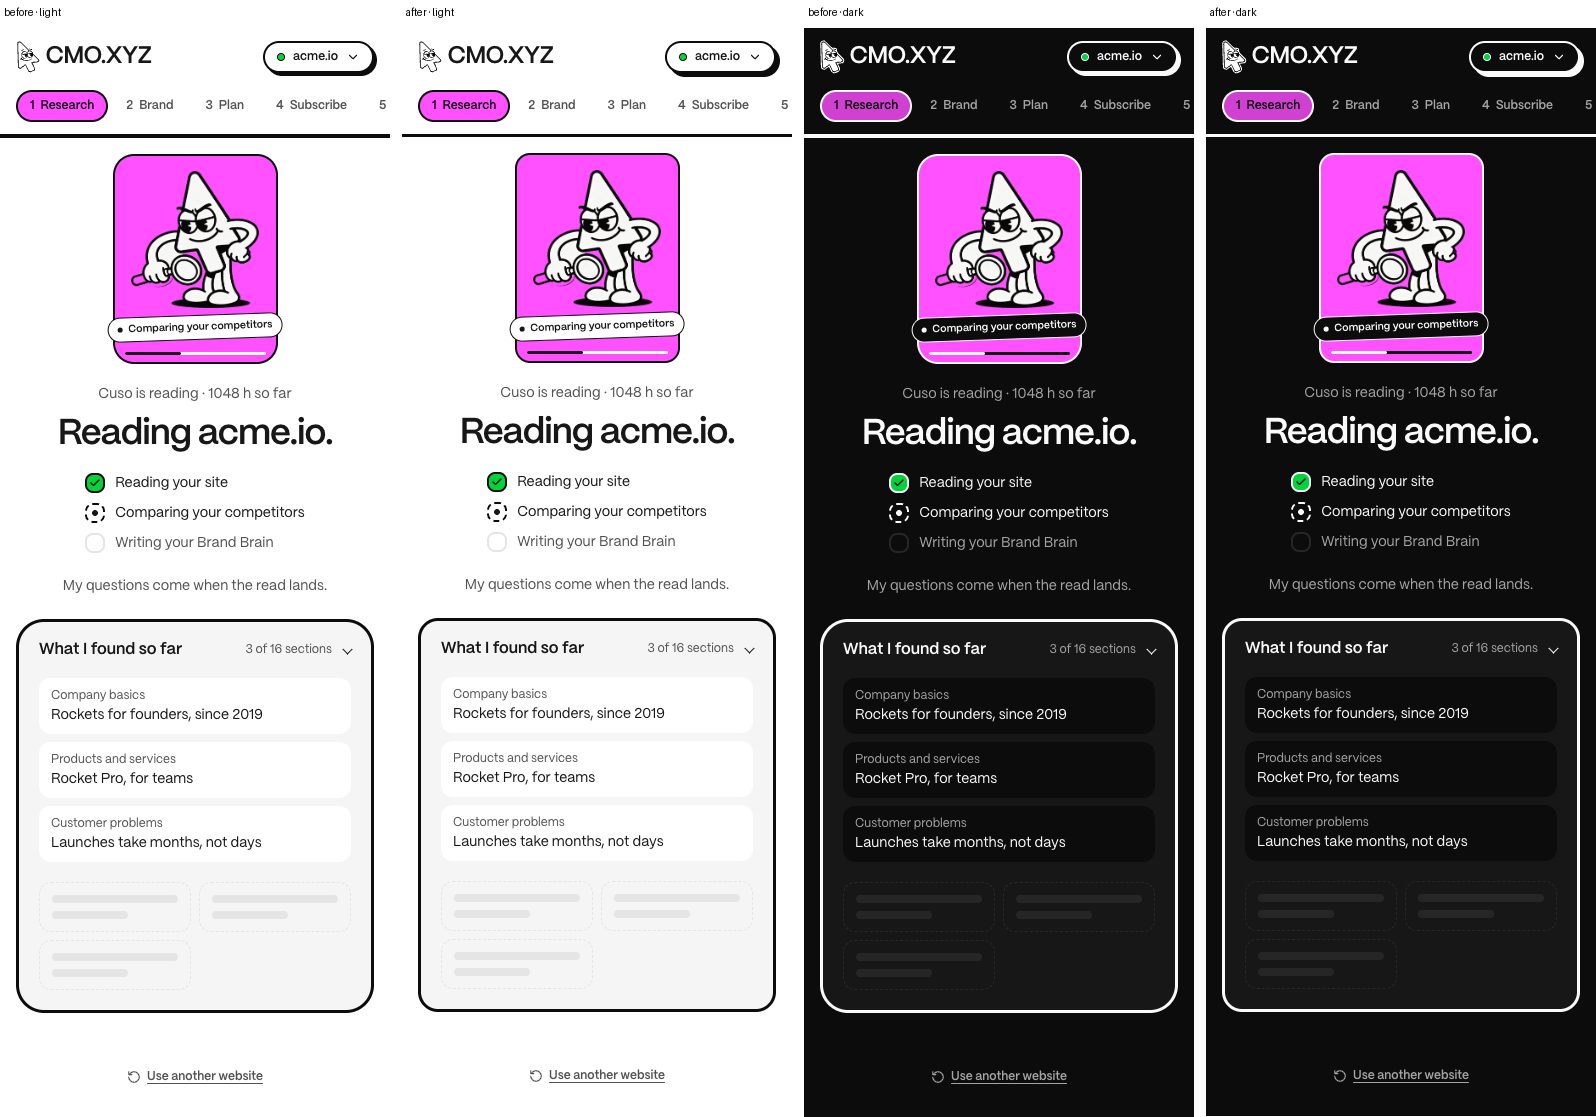 before · light
CMO.XYZ
acme.io
1 Research 2 Brand 3 Plan 4 Subscribe 5
Comparing your competitors
Cuso is reading · 1048 h so far
Reading acme.io.
Reading your site
Comparing your competitors
Writing your Brand Brain
My questions come when the read lands.
What I found so far 3 of 16 sections
Company basics
Rockets for founders, since 2019
Products and services
Rocket Pro, for teams
Customer problems
Launches take months, not days
Use another website
after · light
CMO.XYZ
acme.io
1 Research 2 Brand 3 Plan 4 Subscribe 5
Comparing your competitors
Cuso is reading · 1048 h so far
Reading acme.io.
Reading your site
Comparing your competitors
Writing your Brand Brain
My questions come when the read lands.
What I found so far 3 of 16 sections
Company basics
Rockets for founders, since 2019
Products and services
Rocket Pro, for teams
Customer problems
Launches take months, not days
Use another website
before · dark
CMO.XYZ
acme.io
1 Research 2 Brand 3 Plan 4 Subscribe 5
Comparing your competitors
Cuso is reading · 1048 h so far
Reading acme.io.
Reading your site
Comparing your competitors
Writing your Brand Brain
My questions come when the read lands.
What I found so far 3 of 16 sections
Company basics
Rockets for founders, since 2019
Products and services
Rocket Pro, for teams
Customer problems
Launches take months, not days
Use another website
after · dark
CMO.XYZ
acme.io
1 Research 2 Brand 3 Plan 4 Subscribe 5
Comparing your competitors
Cuso is reading · 1048 h so far
Reading acme.io.
Reading your site
Comparing your competitors
Writing your Brand Brain
My questions come when the read lands.
What I found so far 3 of 16 sections
Company basics
Rockets for founders, since 2019
Products and services
Rocket Pro, for teams
Customer problems
Launches take months, not days
Use another website